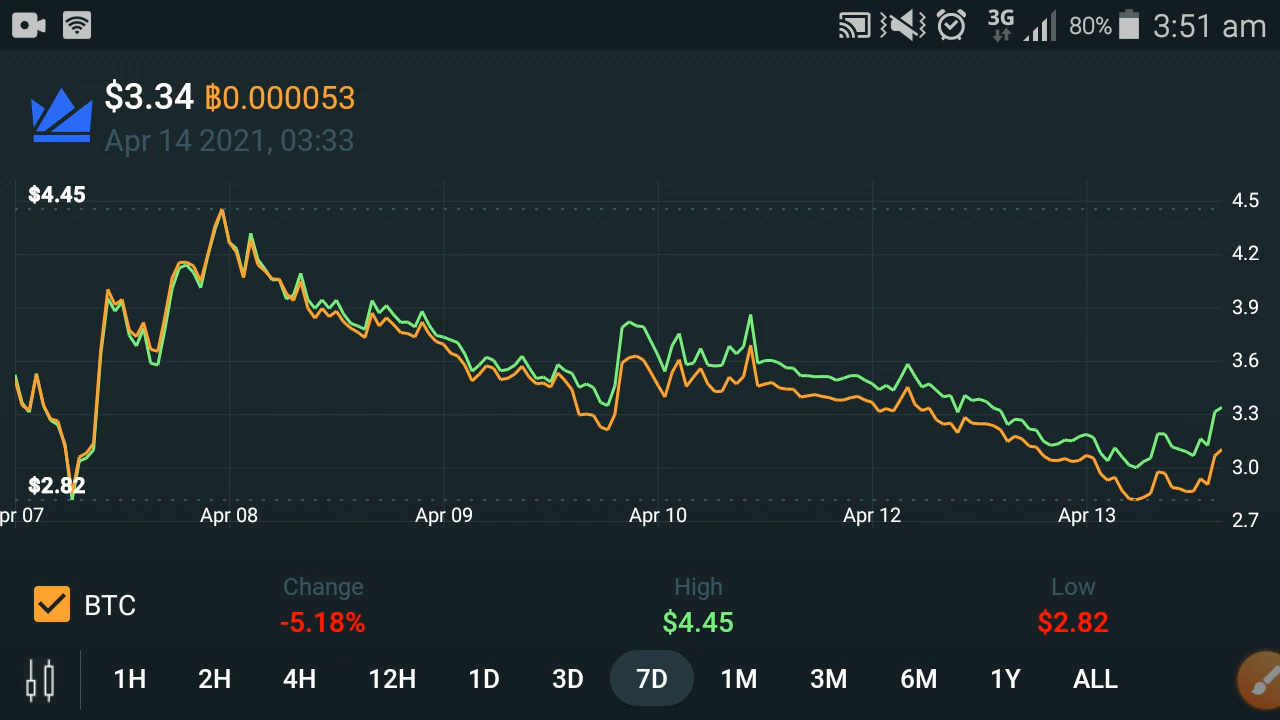 3G 80% 3:51 am
$3.34 ฿0.000053
Apr 14 2021, 03:33
$4.45
4.5
4.2
3.9
3.6
3.3
3.0
$2.82
2.7
pr 07 Apr 08 Apr 09 Apr 10 Apr 12 Apr 13
Change High Low
BTC -5.18% $4.45 $2.82
1H 2H 4H 12H 1D 3D 7D 1M 3M 6M 1Y ALL